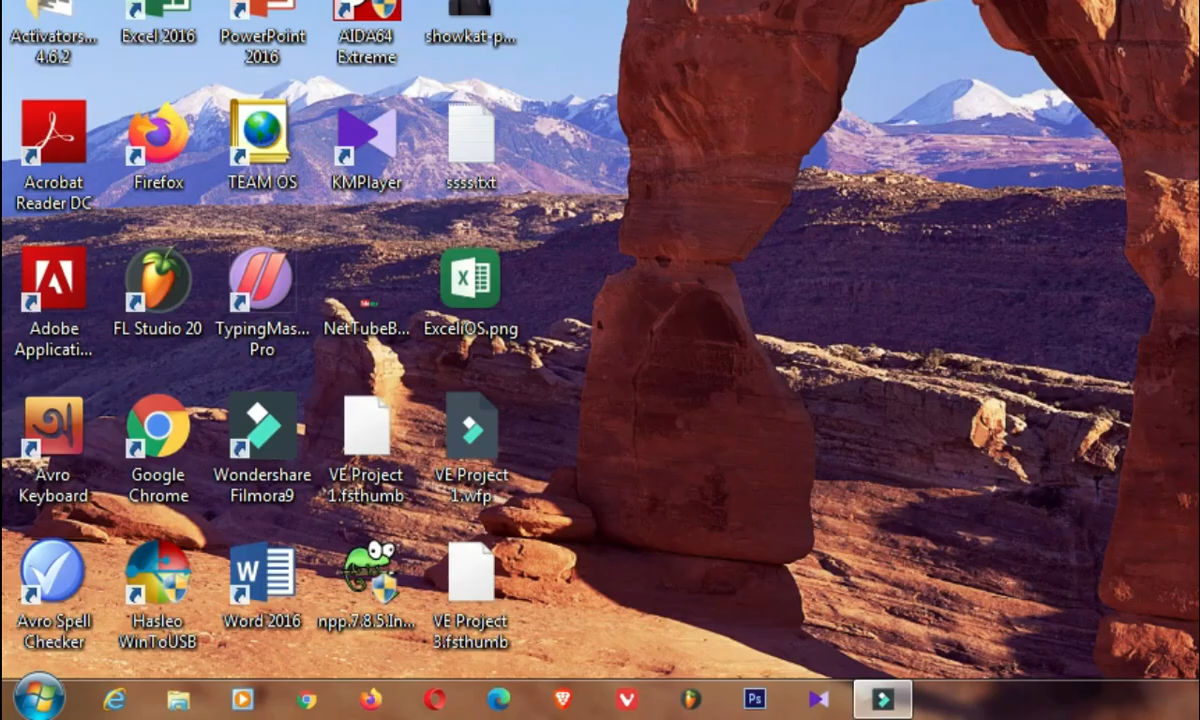 Activators...
4.6.2
Excel 2016
PowerPoint
2016
AIDA64
Extreme
showkat-p...
Acrobat
Reader DC
Firefox
TEAM OS
KMPlayer
ssss.txt
Adobe
Applicati...
FL Studio 20
TypingMas...
Pro
NetTubeB...
ExceliOS.png
Avro
Keyboard
Google
Chrome
Wondershare
Filmora9
VE Project
1.fsthumb
VE Project
1.wfp
Avro Spell
Checker
Hasleo
WinToUSB
Word 2016
npp.7.8.5.In...
VE Project
3.fsthumb
Ps